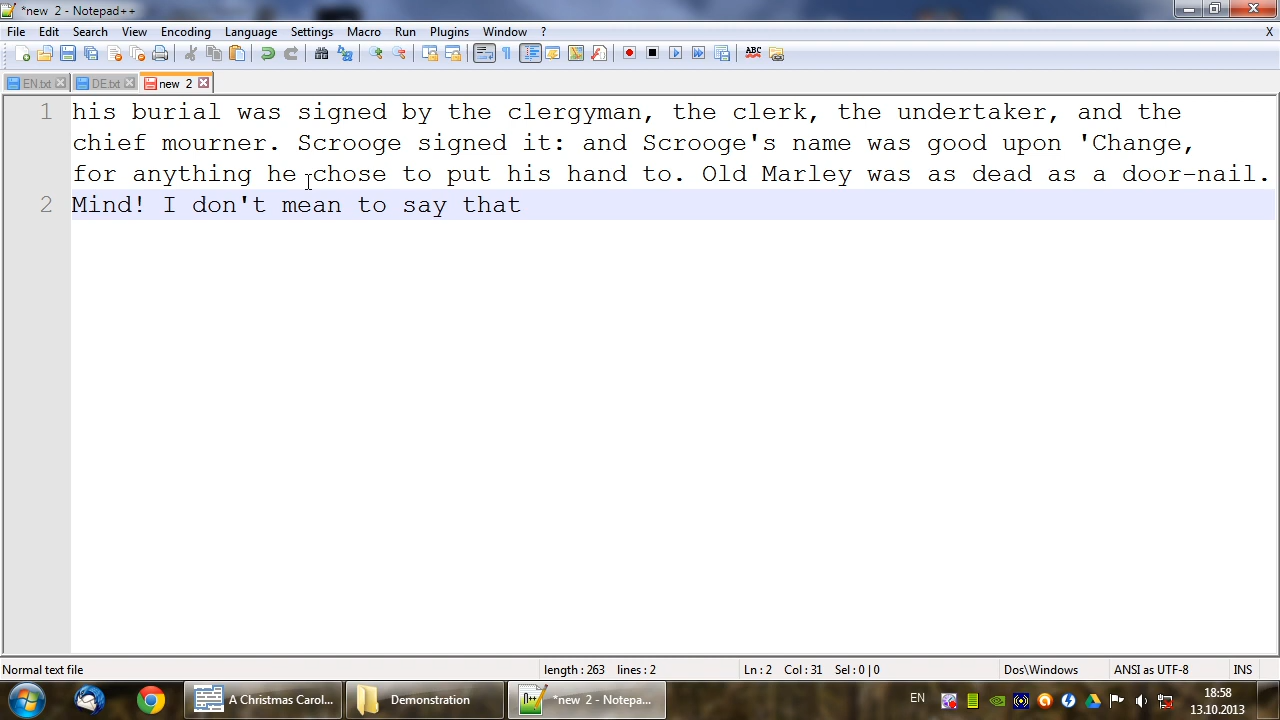 *new 2 - Notepad++
File Edit Search View Encoding Language Settings Macro Run Plugins Window ? X
ABC
EN.txt DE.txt new 2
1 his burial was signed by the clergyman, the clerk, the undertaker, and the
chief mourner. Scrooge signed it: and Scrooge's name was good upon 'Change,
for anything he chose to put his hand to. Old Marley was as dead as a door-nail.
2 Mind! I don't mean to say that
Normal text file length : 263 lines : 2 Ln : 2 Col : 31 Sel : 0 | 0 Dos\Windows ANSI as UTF-8 INS
A Christmas Carol... Demonstration *new 2 - Notepa... EN 18:58
13.10.2013